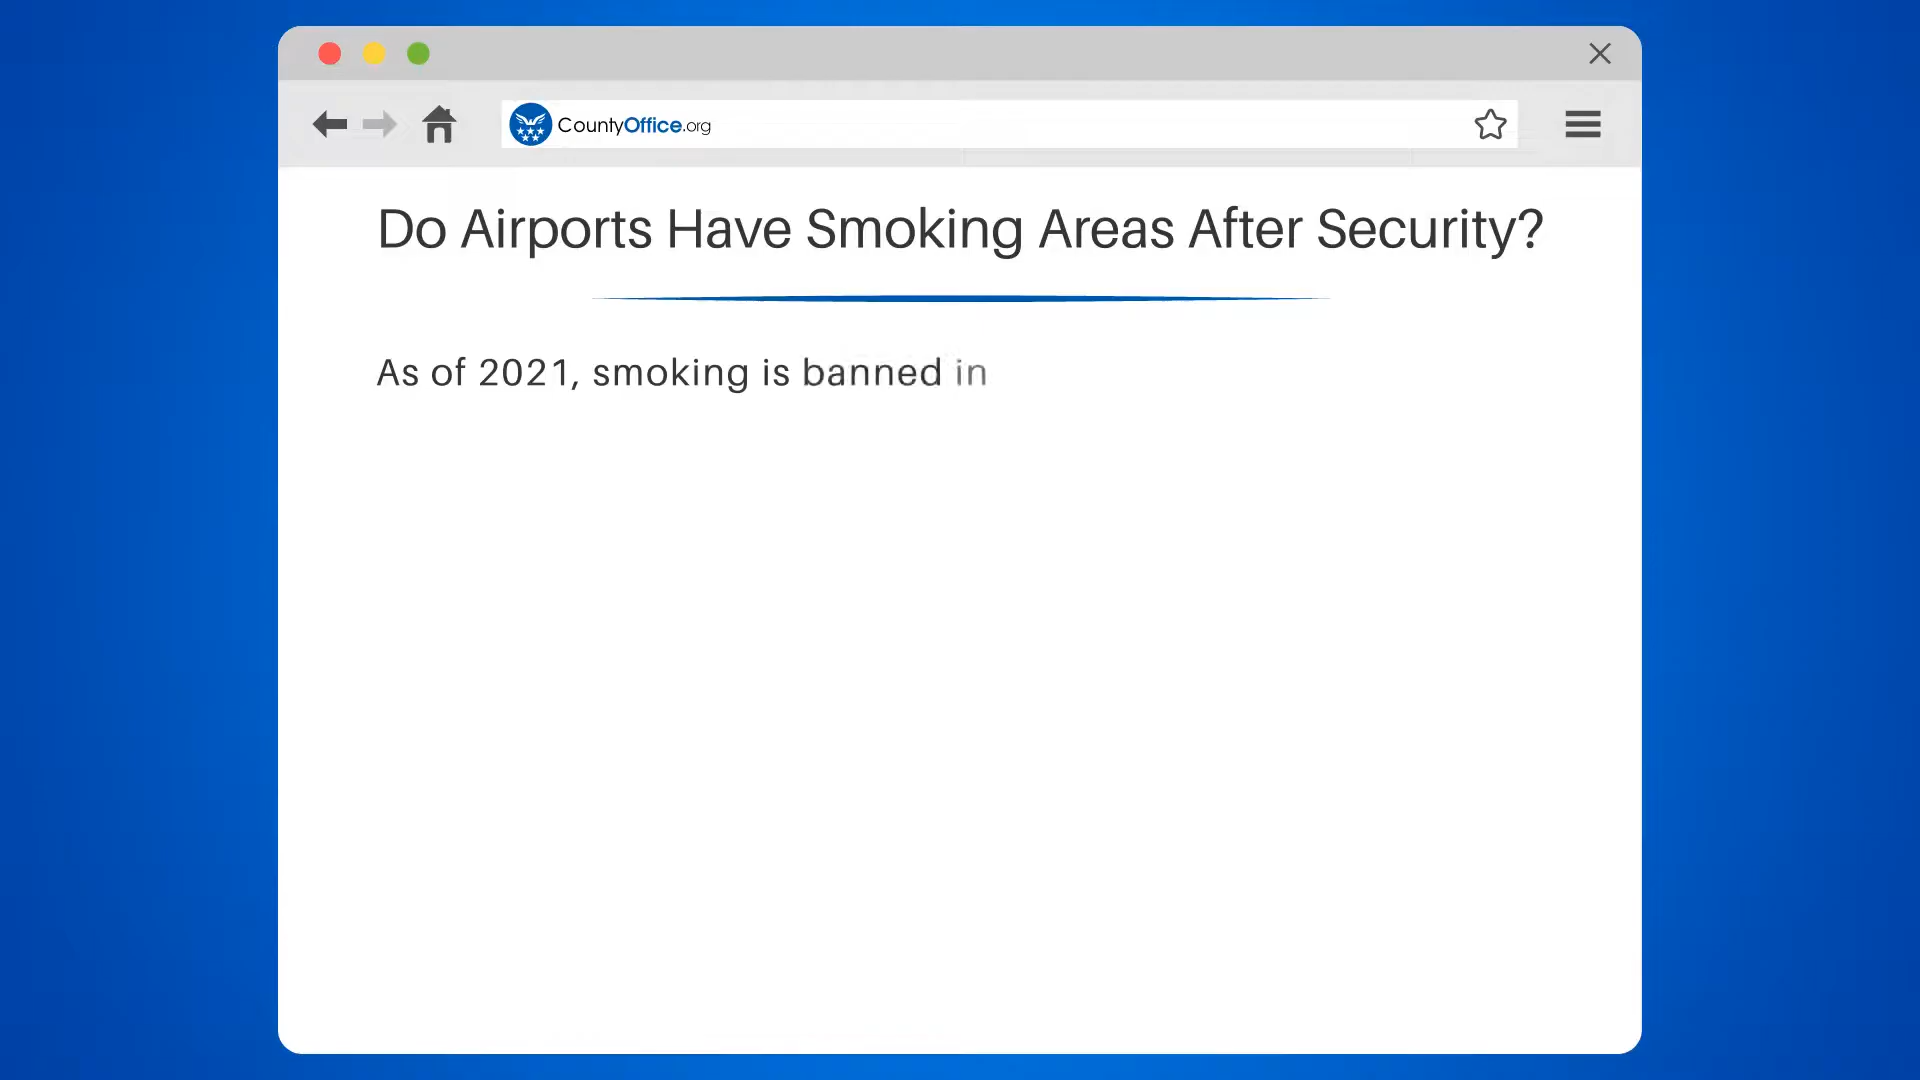 CountyOffice.org
Do Airports Have Smoking Areas After Security?
As of 2021, smoking is banned in